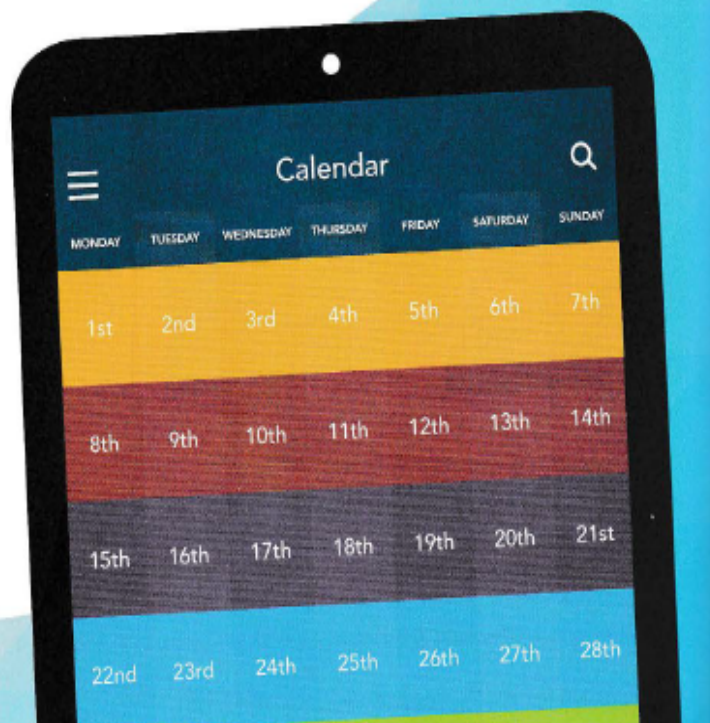 Calendar
MONDAY TUESDAY WEDNESDAY THURSDAY FRIDAY SATURDAY SUNDAY
1st 2nd 3rd 4th 5th 6th 7th
8th 9th 10th 11th 12th 13th 14th
15th 16th 17th 18th 19th 20th 21st
22nd 23rd 24th 25th 26th 27th 28th